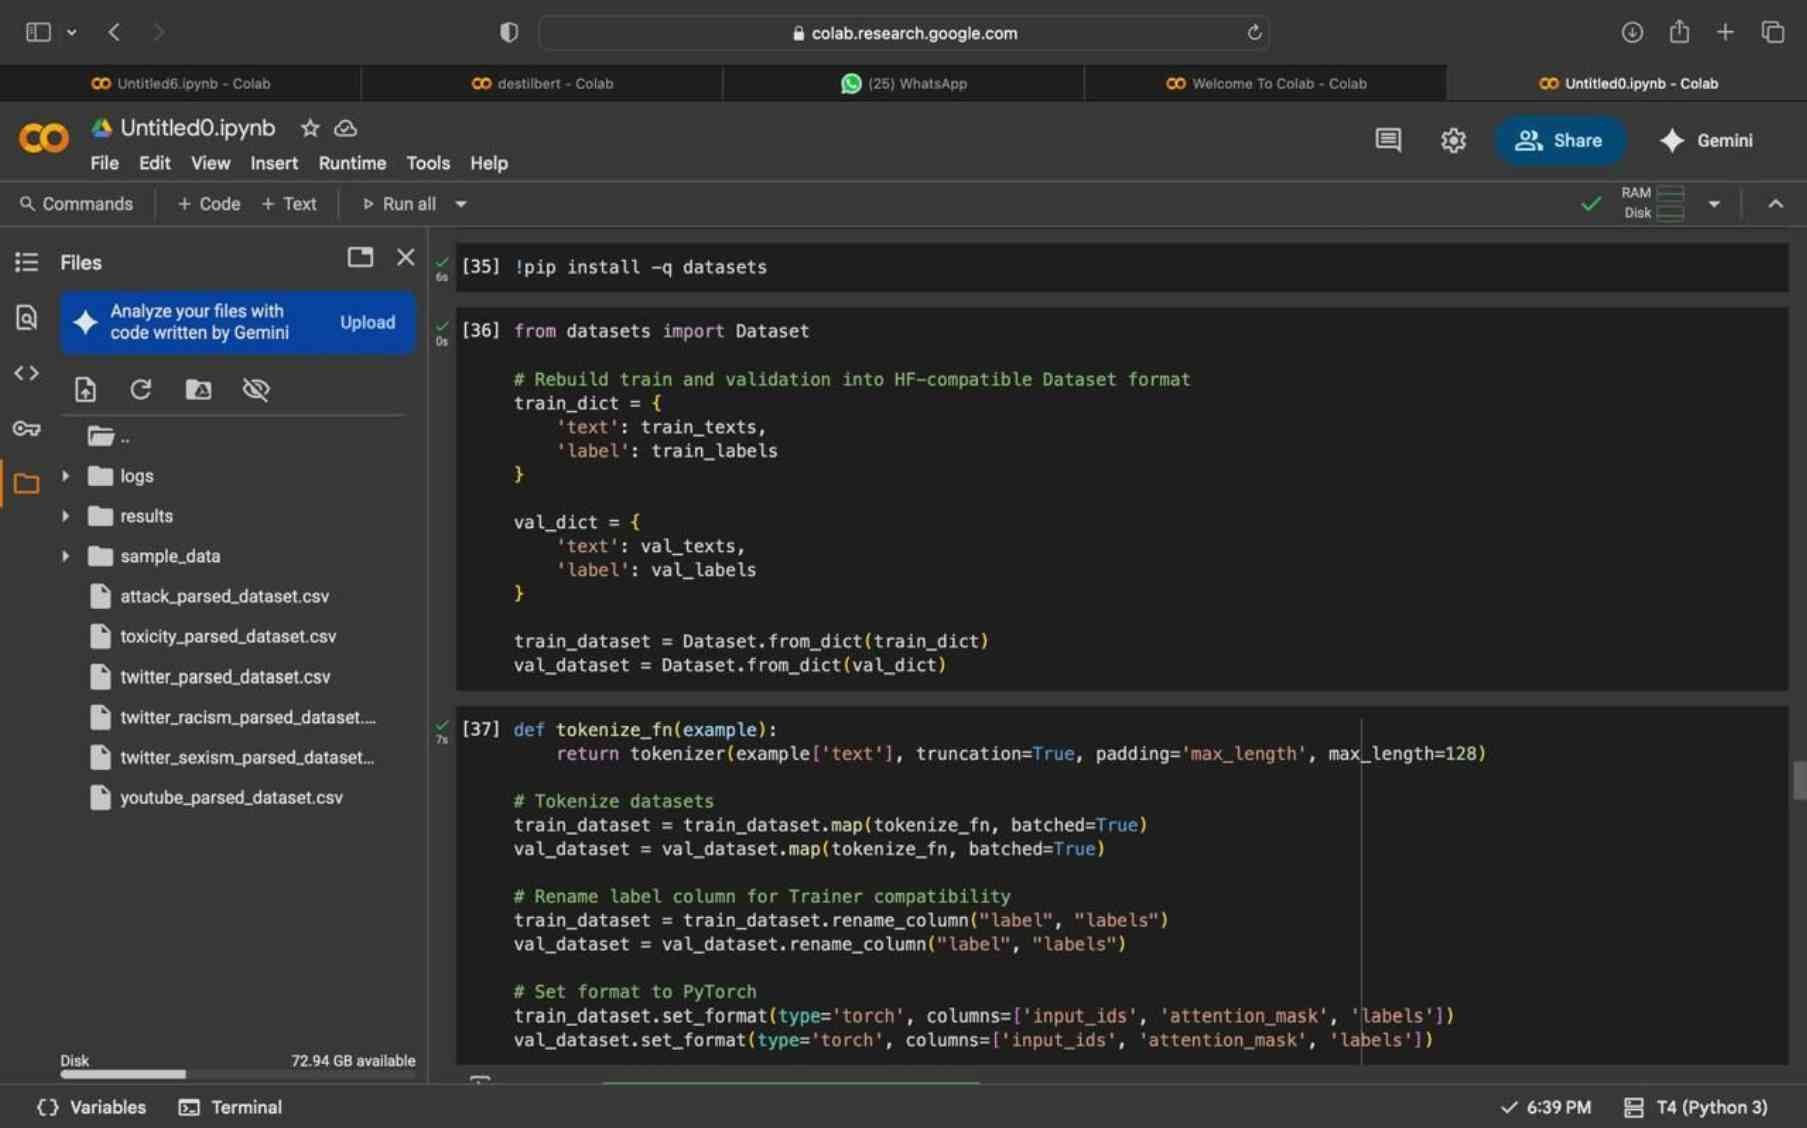 colab.research.google.com
Untitled6.ipynb - Colab
destilbert - Colab
(25) WhatsApp
Welcome To Colab - Colab
Untitled0.ipynb - Colab
Untitled0.ipynb
File Edit View Insert Runtime Tools Help
Share
Gemini
Commands + Code + Text Run all
RAM
Disk
Files
Analyze your files with
code written by Gemini
Upload
..
logs
results
sample_data
attack_parsed_dataset.csv
toxicity_parsed_dataset.csv
twitter_parsed_dataset.csv
twitter_racism_parsed_dataset....
twitter_sexism_parsed_dataset...
youtube_parsed_dataset.csv
Disk 72.94 GB available
6s
[35] !pip install -q datasets
0s
[36] from datasets import Dataset
# Rebuild train and validation into HF-compatible Dataset format
train_dict = {
'text': train_texts,
'label': train_labels
}
val_dict = {
'text': val_texts,
'label': val_labels
}
train_dataset = Dataset.from_dict(train_dict)
val_dataset = Dataset.from_dict(val_dict)
7s
[37] def tokenize_fn(example):
return tokenizer(example['text'], truncation=True, padding='max_length', max_length=128)
# Tokenize datasets
train_dataset = train_dataset.map(tokenize_fn, batched=True)
val_dataset = val_dataset.map(tokenize_fn, batched=True)
# Rename label column for Trainer compatibility
train_dataset = train_dataset.rename_column("label", "labels")
val_dataset = val_dataset.rename_column("label", "labels")
# Set format to PyTorch
train_dataset.set_format(type='torch', columns=['input_ids', 'attention_mask', 'labels'])
val_dataset.set_format(type='torch', columns=['input_ids', 'attention_mask', 'labels'])
Variables Terminal
6:39 PM
T4 (Python 3)